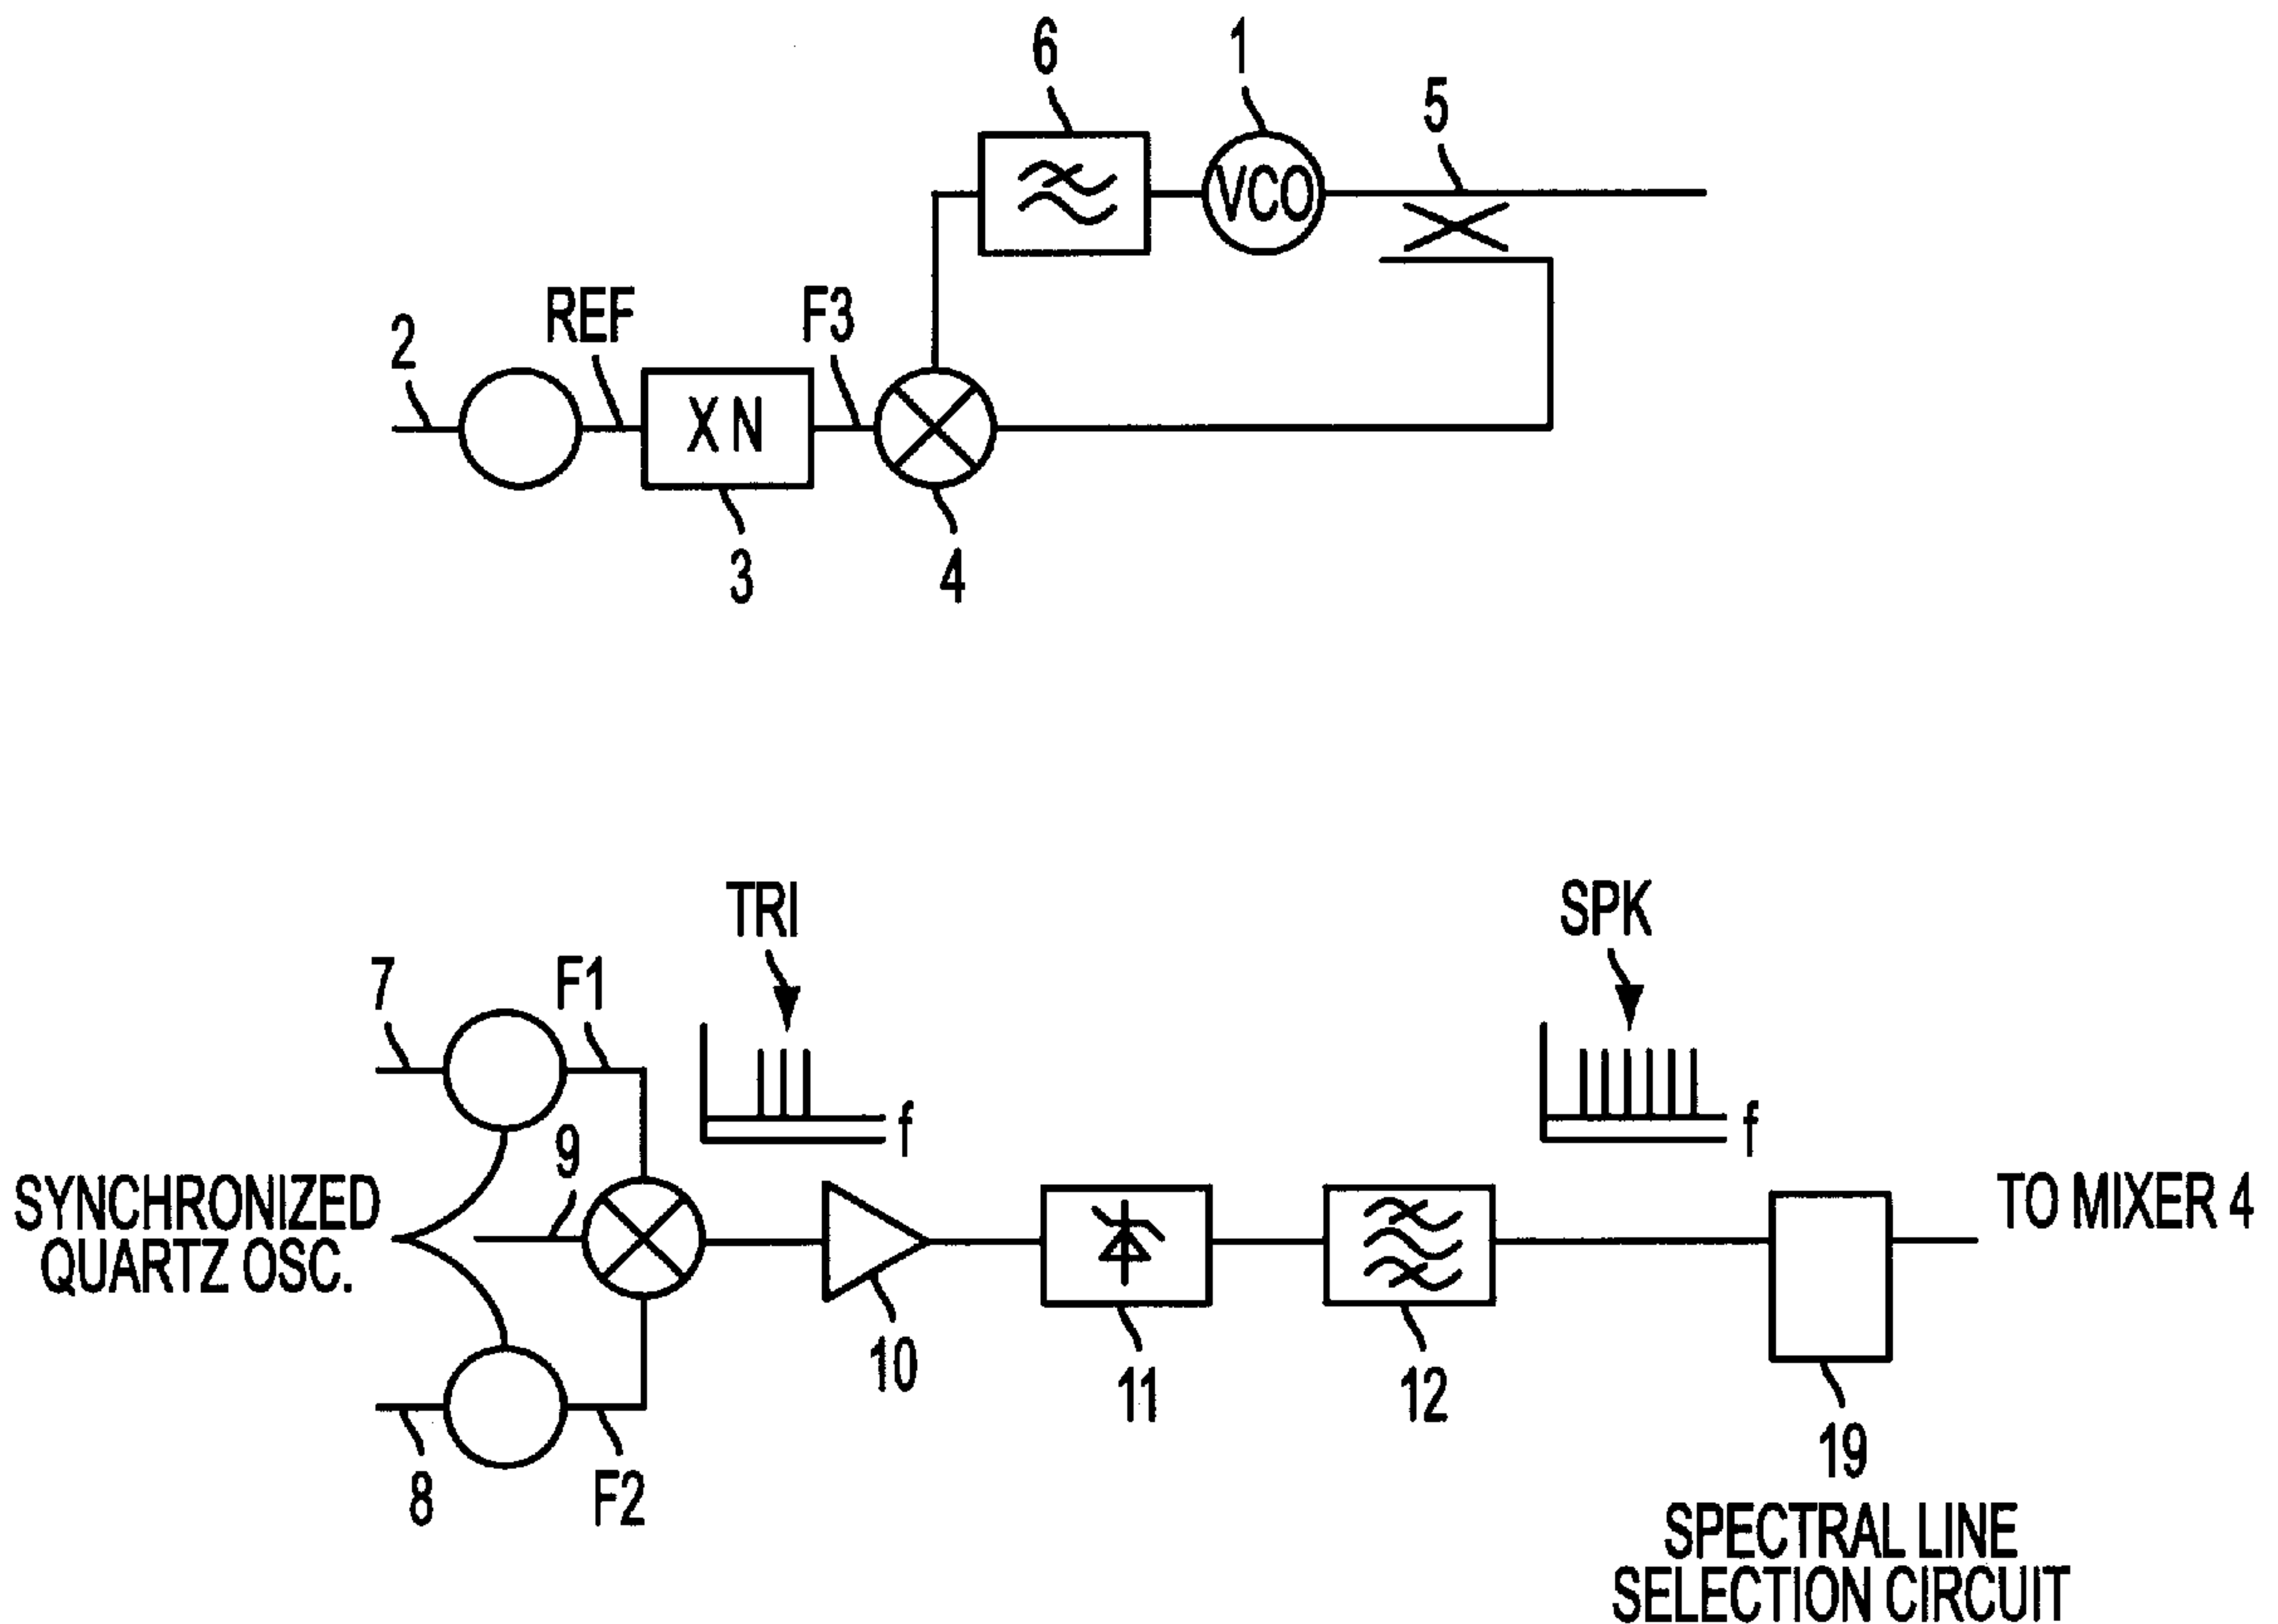 6
1
5
VCO
2
REF
F3
X N
3
4
TRI
SPK
7
F1
f
f
9
SYNCHRONIZED
QUARTZ OSC.
TO MIXER 4
10
11
12
8
F2
19
SPECTRAL LINE
SELECTION CIRCUIT